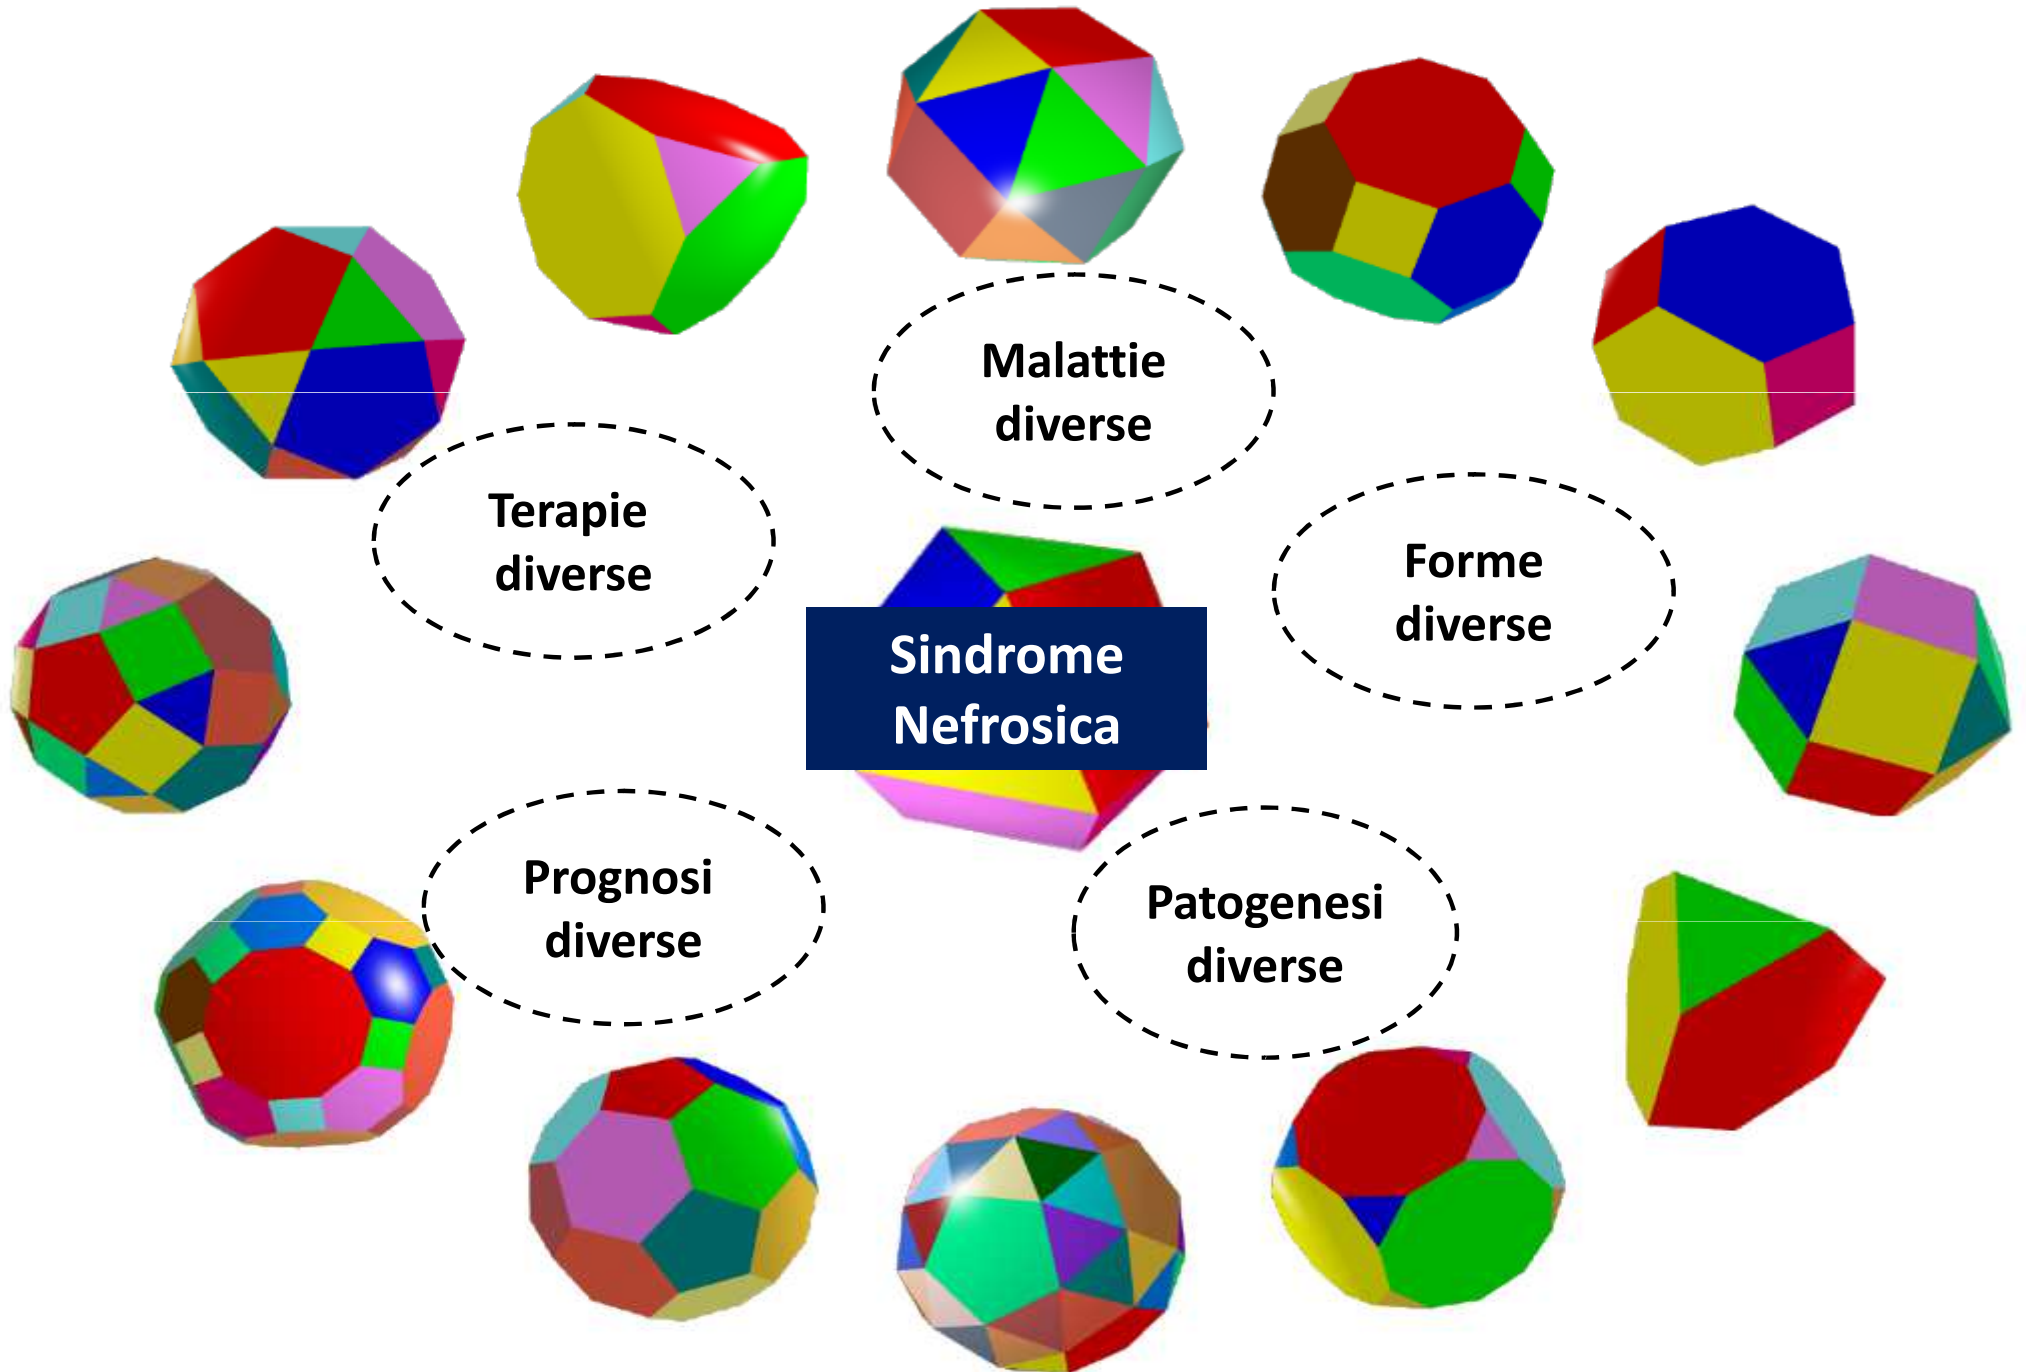 Malattie
diverse
Terapie
diverse
Forme
diverse
Sindrome
Nefrosica
Prognosi
diverse
Patogenesi
diverse